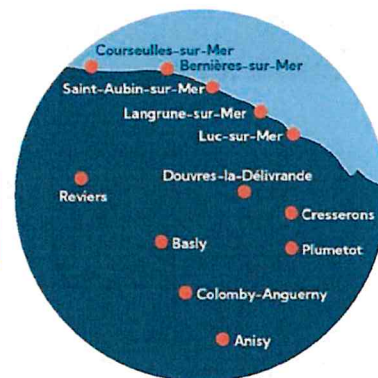 Courseulles-sur-Mer
Bernières-sur-Mer
Saint-Aubin-sur-Mer
Langrune-sur-Mer
Luc-sur-Mer
Douvres-la-Délivrande
Reviers
Cresserons
Basly
Plumetot
Colomby-Anguerny
Anisy